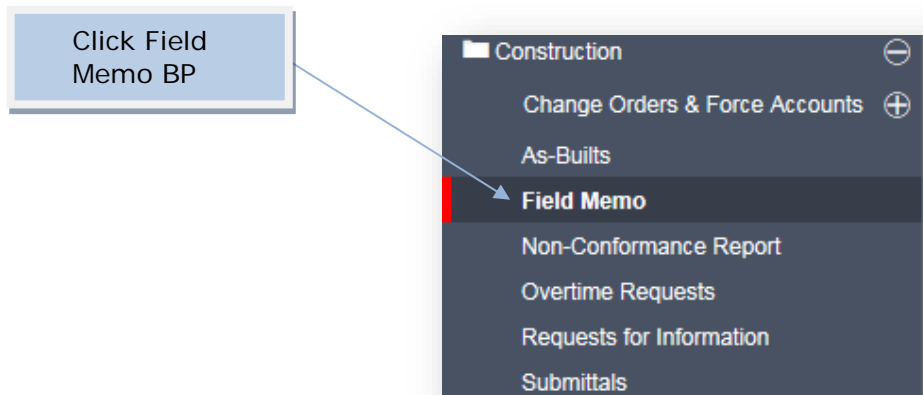 Click Field
Memo BP
Construction
Change Orders & Force Accounts
As-Builts
Field Memo
Non-Conformance Report
Overtime Requests
Requests for Information
Submittals